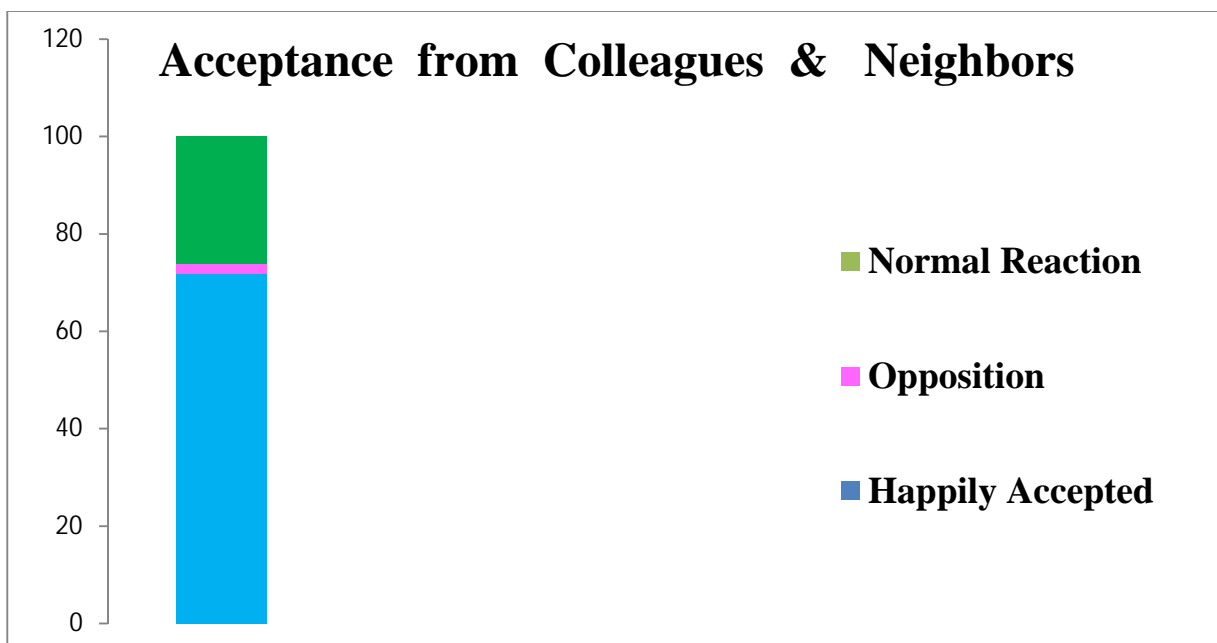 Acceptance from Colleagues & Neighbors
120
100
80
60
40
20
0
Normal Reaction
Opposition
Happily Accepted